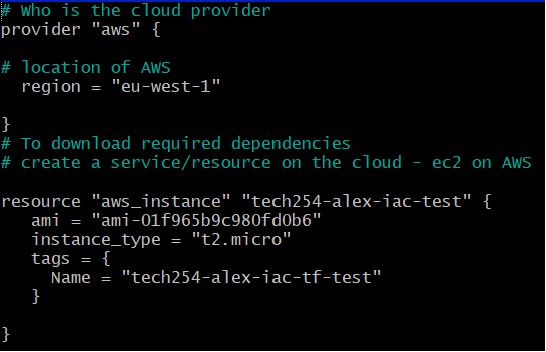 # Who is the cloud provider
provider "aws" {
# location of AWS
region = "eu-west-1"
}
# To download required dependencies
# create a service/resource on the cloud - ec2 on AWS
resource "aws_instance" "tech254-alex-iac-test" {
ami = "ami-01f965b9c980fd0b6"
instance_type = "t2.micro"
tags = {
Name = "tech254-alex-iac-tf-test"
}
}